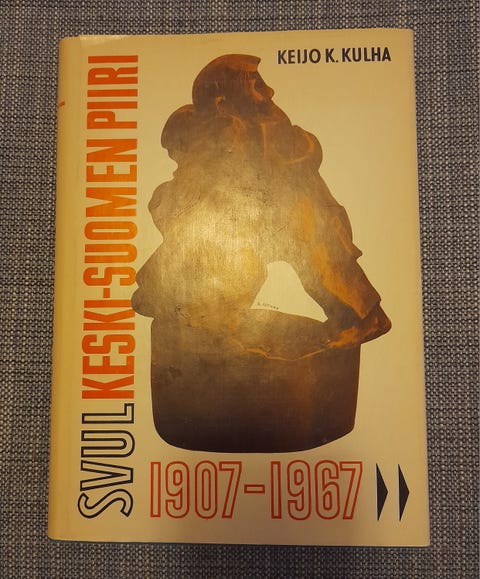 KEIJO K. KULHA
SVUL KESKI-SUOMEN PIIRI
1907-1967